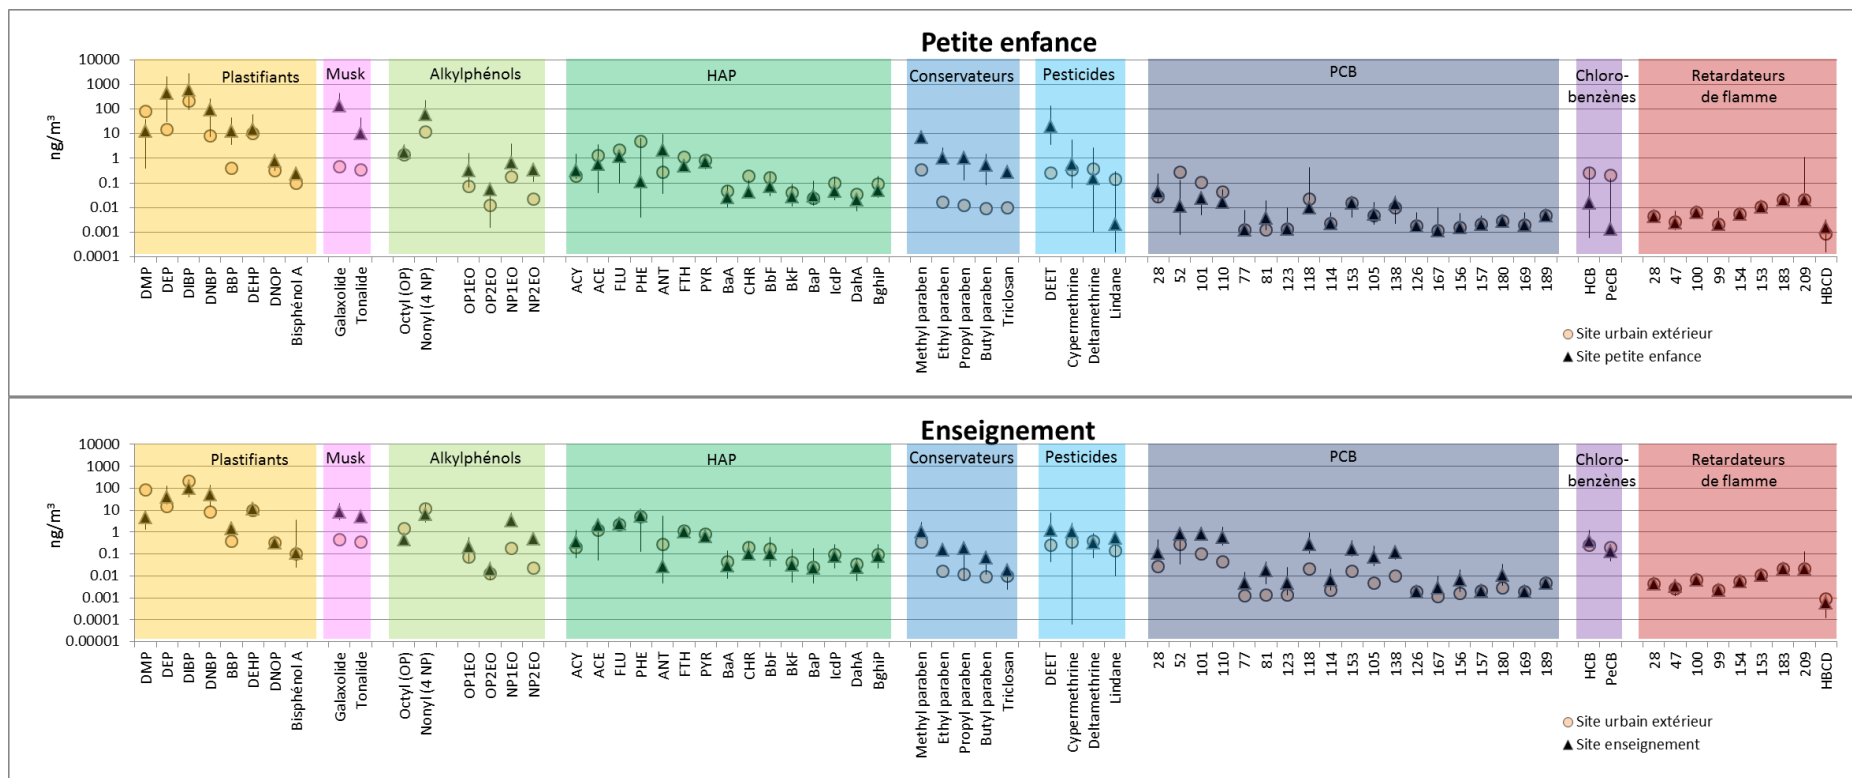 Petite enfance
10000
1000
100
10
1
0.1
0.01
0.001
0.0001
ng/m³
Plastifiants
Musk
Alkylphénols
HAP
Conservateurs
Pesticides
PCB
Chloro-
benzènes
Retardateurs
de flamme
DMP
DEP
DIBP
DNBP
BBP
DEHP
DNOP
Bisphénol A
Galaxolide
Tonalide
Octyl (OP)
Nonyl (4 NP)
OP1EO
OP2EO
NP1EO
NP2EO
ACY
ACE
FLU
PHE
ANT
FTH
PYR
BaA
CHR
BbF
BkF
BaP
IcdP
DahA
BghiP
Methyl paraben
Ethyl paraben
Propyl paraben
Butyl paraben
Triclosan
DEET
Cypermethrine
Deltamethrine
Lindane
28
52
101
110
77
81
123
118
114
153
105
138
126
167
156
157
180
169
189
HCB
PeCB
28
47
100
99
154
153
183
209
HBCD
Site urbain extérieur
Site petite enfance
Enseignement
10000
1000
100
10
1
0.1
0.01
0.001
0.0001
0.00001
ng/m³
Plastifiants
Musk
Alkylphénols
HAP
Conservateurs
Pesticides
PCB
Chloro-
benzènes
Retardateurs
de flamme
DMP
DEP
DIBP
DNBP
BBP
DEHP
DNOP
Bisphénol A
Galaxolide
Tonalide
Octyl (OP)
Nonyl (4 NP)
OP1EO
OP2EO
NP1EO
NP2EO
ACY
ACE
FLU
PHE
ANT
FTH
PYR
BaA
CHR
BbF
BkF
BaP
IcdP
DahA
BghiP
Methyl paraben
Ethyl paraben
Propyl paraben
Butyl paraben
Triclosan
DEET
Cypermethrine
Deltamethrine
Lindane
28
52
101
110
77
81
123
118
114
153
105
138
126
167
156
157
180
169
189
HCB
PeCB
28
47
100
99
154
153
183
209
HBCD
Site urbain extérieur
Site enseignement